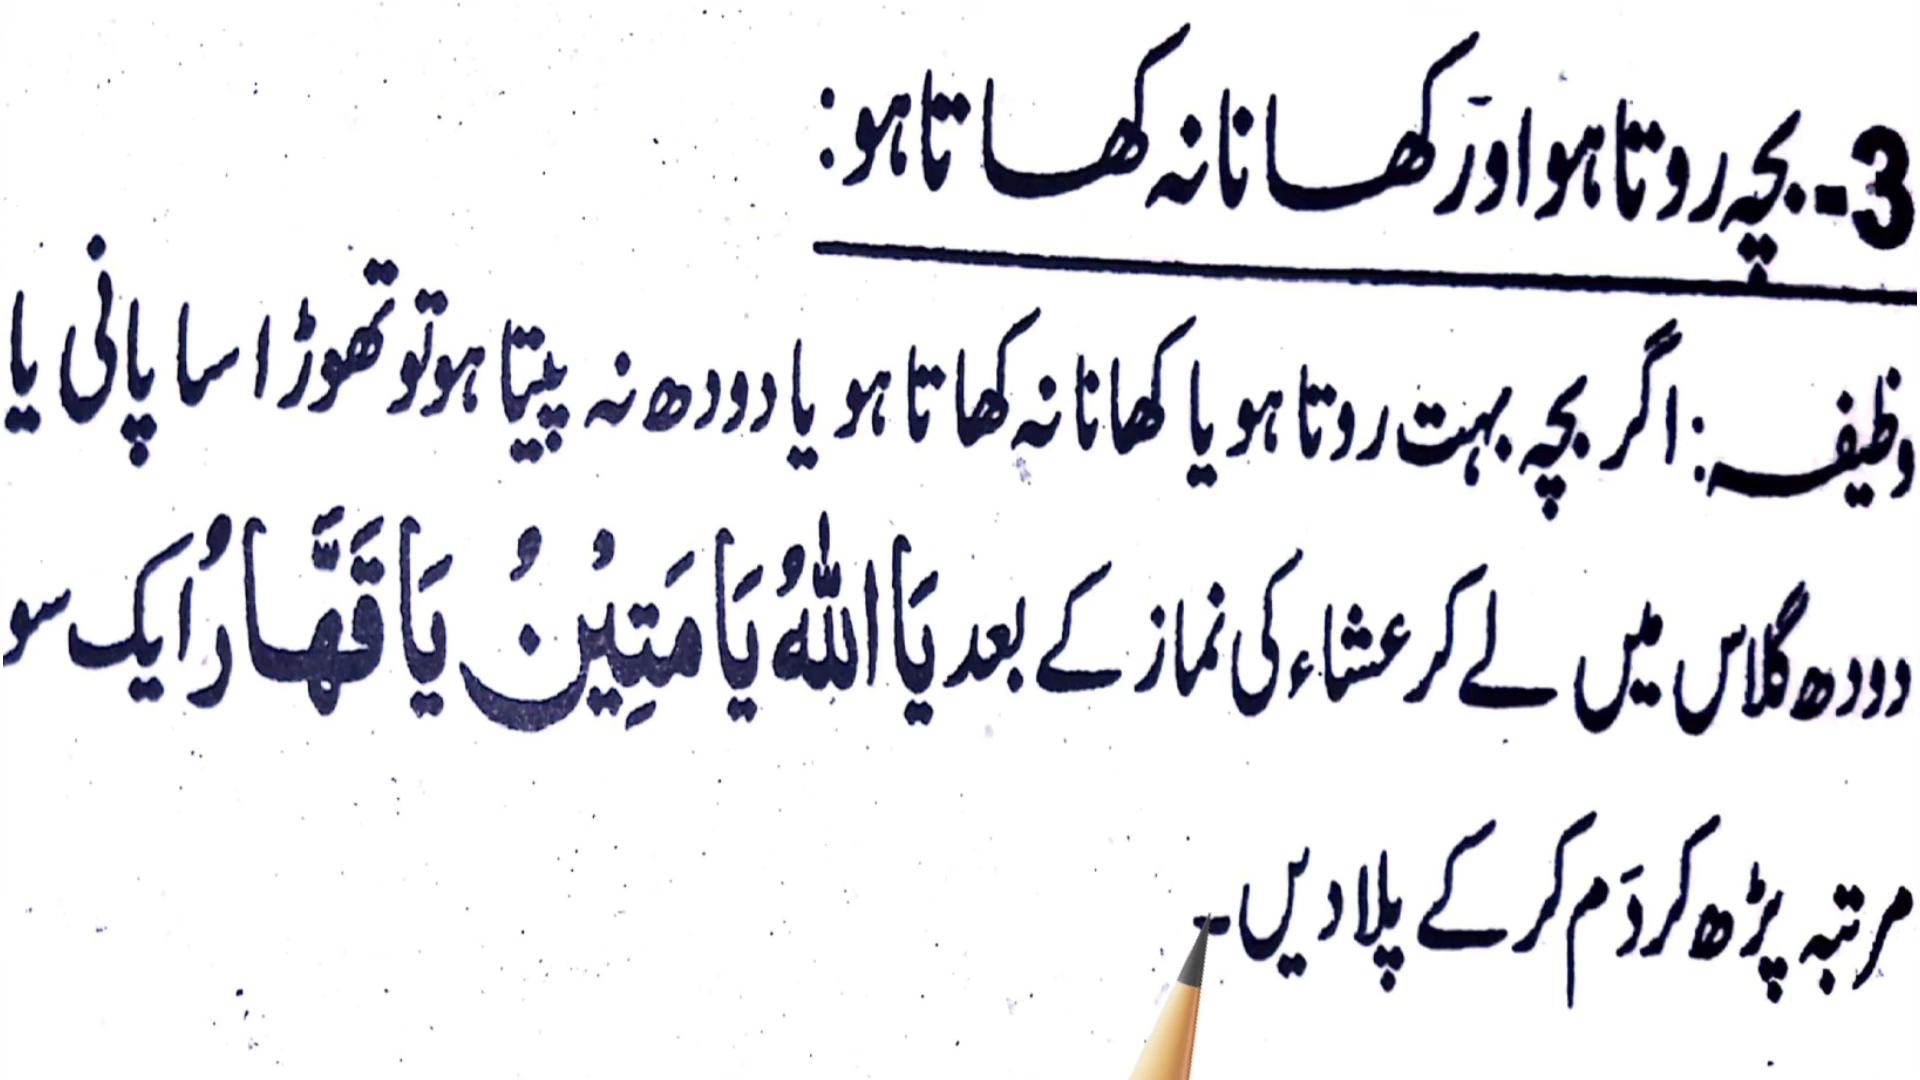 3- بچہ روتا ہو اور کھانا نہ کھاتا ہو:
وظیفہ: اگر بچہ بہت روتا ہو یا کھانا نہ کھاتا ہو یا دودھ نہ پیتا ہو تو تھوڑا سا پانی یا
دودھ گلاس میں لے کر عشاء کی نماز کے بعد یَا اَللّٰہُ یَا مَتِیْنُ یَا قَھَّارُ ایک سو
مرتبہ پڑھ کر دَم کر کے پلا دیں۔